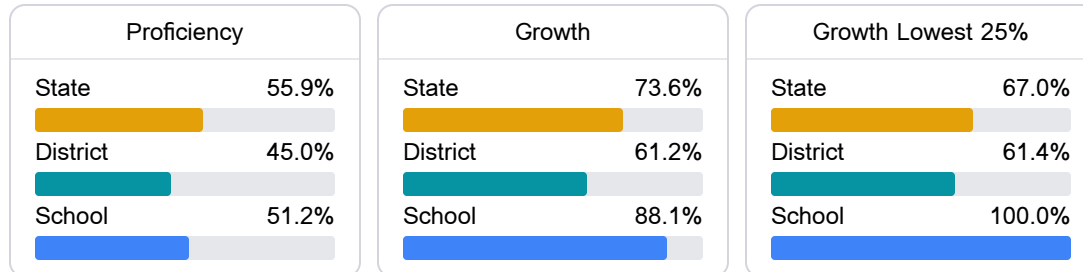 Proficiency
State 55.9%
District 45.0%
School 51.2%
Growth
State 73.6%
District 61.2%
School 88.1%
Growth Lowest 25%
State 67.0%
District 61.4%
School 100.0%